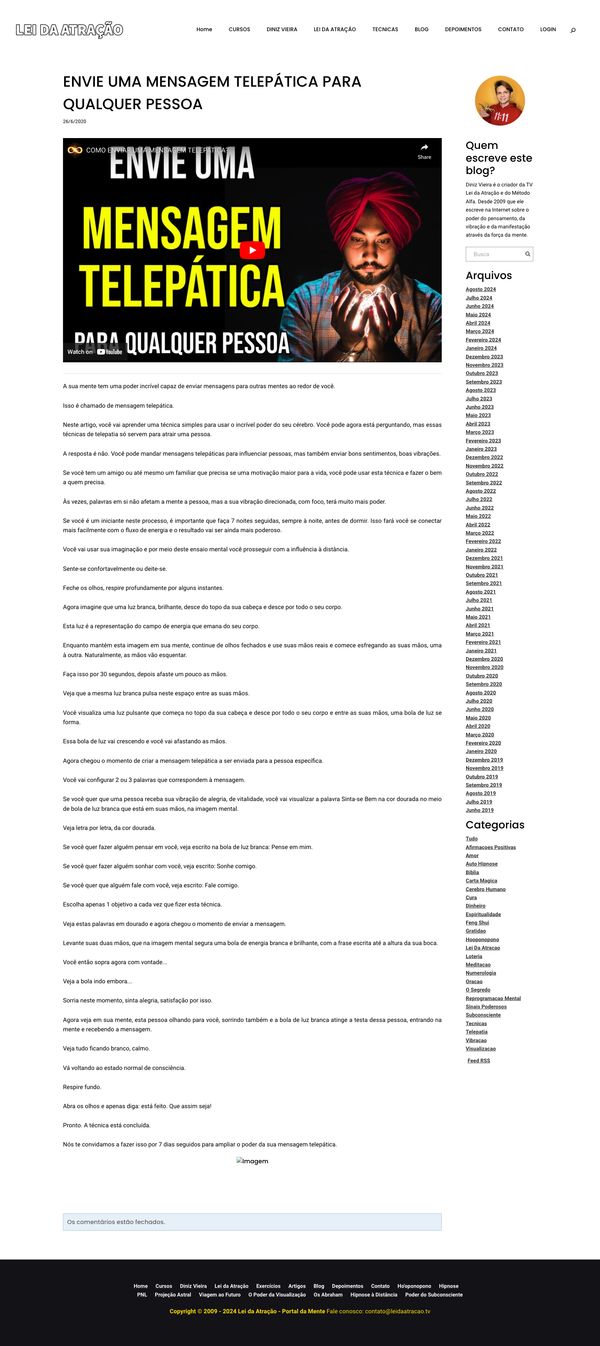 LEI DA ATRAÇÃO
Home CURSOS DINIZ VIEIRA LEI DA ATRAÇÃO TECNICAS BLOG DEPOIMENTOS CONTATO LOGIN
ENVIE UMA MENSAGEM TELEPÁTICA PARA
QUALQUER PESSOA
26/6/2020
COMO ENVIAR UMA MENSAGEM TELEPÁTICA?
Share
ENVIE UMA
MENSAGEM
TELEPÁTICA
PARA QUALQUER PESSOA
Watch on YouTube
A sua mente tem uma poder incrível capaz de enviar mensagens para outras mentes ao redor de você.
Isso é chamado de mensagem telepática.
Neste artigo, você vai aprender uma técnica simples para usar o incrível poder do seu cérebro. Você pode agora está perguntando, mas essas
técnicas de telepatia só servem para atrair uma pessoa.
A resposta é não. Você pode mandar mensagens telepáticas para influenciar pessoas, mas também enviar bons sentimentos, boas vibrações.
Se você tem um amigo ou até mesmo um familiar que precisa se uma motivação maior para a vida, você pode usar esta técnica e fazer o bem
a quem precisa.
Às vezes, palavras em si não afetam a mente a pessoa, mas a sua vibração direcionada, com foco, terá muito mais poder.
Se você é um iniciante neste processo, é importante que faça 7 noites seguidas, sempre à noite, antes de dormir. Isso fará você se conectar
mais facilmente com o fluxo de energia e o resultado vai ser ainda mais poderoso.
Você vai usar sua imaginação e por meio deste ensaio mental você prosseguir com a influência à distância.
Sente-se confortavelmente ou deite-se.
Feche os olhos, respire profundamente por alguns instantes.
Agora imagine que uma luz branca, brilhante, desce do topo da sua cabeça e desce por todo o seu corpo.
Esta luz é a representação do campo de energia que emana do seu corpo.
Enquanto mantém esta imagem em sua mente, continue de olhos fechados e use suas mãos reais e comece esfregando as suas mãos, uma
à outra. Naturalmente, as mãos vão esquentar.
Faça isso por 30 segundos, depois afaste um pouco as mãos.
Veja que a mesma luz branca pulsa neste espaço entre as suas mãos.
Você visualiza uma luz pulsante que começa no topo da sua cabeça e desce por todo o seu corpo e entre as suas mãos, uma bola de luz se
forma.
Essa bola de luz vai crescendo e você vai afastando as mãos.
Agora chegou o momento de criar a mensagem telepática a ser enviada para a pessoa específica.
Você vai configurar 2 ou 3 palavras que correspondem à mensagem.
Se você quer que uma pessoa receba sua vibração de alegria, de vitalidade, você vai visualizar a palavra Sinta-se Bem na cor dourada no meio
de bola de luz branca que está em suas mãos, na imagem mental.
Veja letra por letra, da cor dourada.
Se você quer fazer alguém pensar em você, veja escrito na bola de luz branca: Pense em mim.
Se você quer fazer alguém sonhar com você, veja escrito: Sonhe comigo.
Se você quer que alguém fale com você, veja escrito: Fale comigo.
Escolha apenas 1 objetivo a cada vez que fizer esta técnica.
Veja estas palavras em dourado e agora chegou o momento de enviar a mensagem.
Levante suas duas mãos, que na imagem mental segura uma bola de energia branca e brilhante, com a frase escrita até a altura da sua boca.
Você então sopra agora com vontade...
Veja a bola indo embora...
Sorria neste momento, sinta alegria, satisfação por isso.
Agora veja em sua mente, esta pessoa olhando para você, sorrindo também e a bola de luz branca atinge a testa dessa pessoa, entrando na
mente e recebendo a mensagem.
Veja tudo ficando branco, calmo.
Vá voltando ao estado normal de consciência.
Respire fundo.
Abra os olhos e apenas diga: está feito. Que assim seja!
Pronto. A técnica está concluída.
Nós te convidamos a fazer isso por 7 dias seguidos para ampliar o poder da sua mensagem telepática.
Imagem
Os comentários estão fechados.
11:11
Quem
escreve este
blog?
Diniz Vieira é o criador da TV
Lei da Atração e do Método
Alfa. Desde 2009 que ele
escreve na Internet sobre o
poder do pensamento, da
vibração e da manifestação
através da força da mente.
Busca
Arquivos
Agosto 2024
Julho 2024
Junho 2024
Maio 2024
Abril 2024
Março 2024
Fevereiro 2024
Janeiro 2024
Dezembro 2023
Novembro 2023
Outubro 2023
Setembro 2023
Agosto 2023
Julho 2023
Junho 2023
Maio 2023
Abril 2023
Março 2023
Fevereiro 2023
Janeiro 2023
Dezembro 2022
Novembro 2022
Outubro 2022
Setembro 2022
Agosto 2022
Julho 2022
Junho 2022
Maio 2022
Abril 2022
Março 2022
Fevereiro 2022
Janeiro 2022
Dezembro 2021
Novembro 2021
Outubro 2021
Setembro 2021
Agosto 2021
Julho 2021
Junho 2021
Maio 2021
Abril 2021
Março 2021
Fevereiro 2021
Janeiro 2021
Dezembro 2020
Novembro 2020
Outubro 2020
Setembro 2020
Agosto 2020
Julho 2020
Junho 2020
Maio 2020
Abril 2020
Março 2020
Fevereiro 2020
Janeiro 2020
Dezembro 2019
Novembro 2019
Outubro 2019
Setembro 2019
Agosto 2019
Julho 2019
Junho 2019
Categorias
Tudo
Afirmacoes Positivas
Amor
Auto Hipnose
Biblia
Carta Magica
Cerebro Humano
Cura
Dinheiro
Espiritualidade
Feng Shui
Gratidao
Hooponopono
Lei Da Atracao
Loteria
Meditacao
Numerologia
Oracao
O Segredo
Reprogramacao Mental
Sinais Poderosos
Subconsciente
Tecnicas
Telepatia
Vibracao
Visualizacao
Feed RSS
Home Cursos Diniz Vieira Lei da Atração Exercícios Artigos Blog Depoimentos Contato Ho'oponopono Hipnose
PNL Projeção Astral Viagem ao Futuro O Poder da Visualização Os Abraham Hipnose à Distância Poder do Subconsciente
Copyright © 2009 - 2024 Lei da Atração - Portal da Mente Fale conosco: contato@leidaatracao.tv